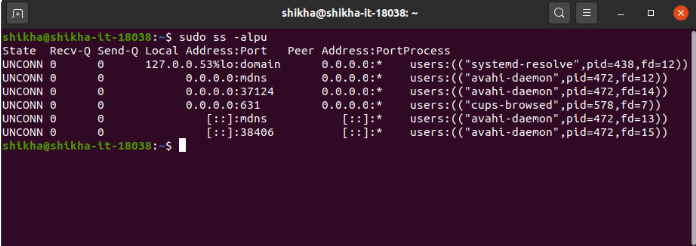 shikha@shikha-it-18038: ~
shikha@shikha-it-18038:~$ sudo ss -alpu
State Recv-Q Send-Q Local Address:Port Peer Address:PortProcess
UNCONN 0 0 127.0.0.53%lo:domain 0.0.0.0:* users:(("systemd-resolve",pid=438,fd=12))
UNCONN 0 0 0.0.0.0:mdns 0.0.0.0:* users:(("avahi-daemon",pid=472,fd=12))
UNCONN 0 0 0.0.0.0:37124 0.0.0.0:* users:(("avahi-daemon",pid=472,fd=14))
UNCONN 0 0 0.0.0.0:631 0.0.0.0:* users:(("cups-browsed",pid=578,fd=7))
UNCONN 0 0 [::]:mdns [::]:* users:(("avahi-daemon",pid=472,fd=13))
UNCONN 0 0 [::]:38406 [::]:* users:(("avahi-daemon",pid=472,fd=15))
shikha@shikha-it-18038:~$